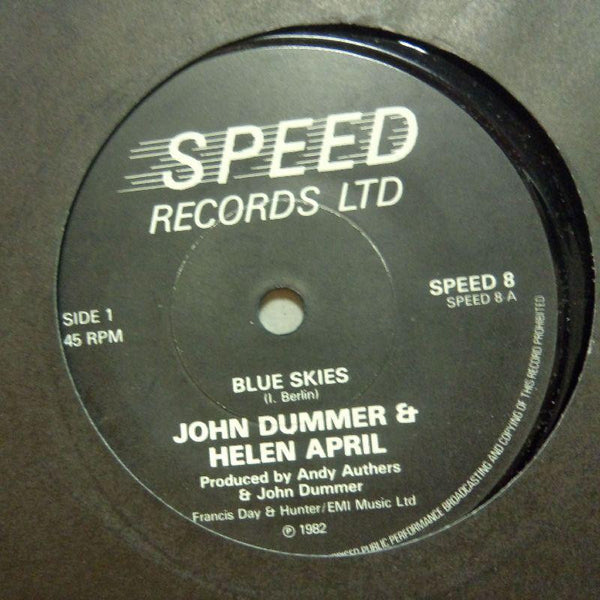 SPEED
RECORDS LTD
SPEED 8
SPEED 8 A
SIDE 1
45 RPM
BLUE SKIES
(I. Berlin)
JOHN DUMMER &
HELEN APRIL
Produced by Andy Authers
& John Dummer
Francis Day & Hunter/EMI Music Ltd
℗ 1982
PUBLIC PERFORMANCE BROADCASTING AND COPYING OF THIS RECORD PROHIBITED